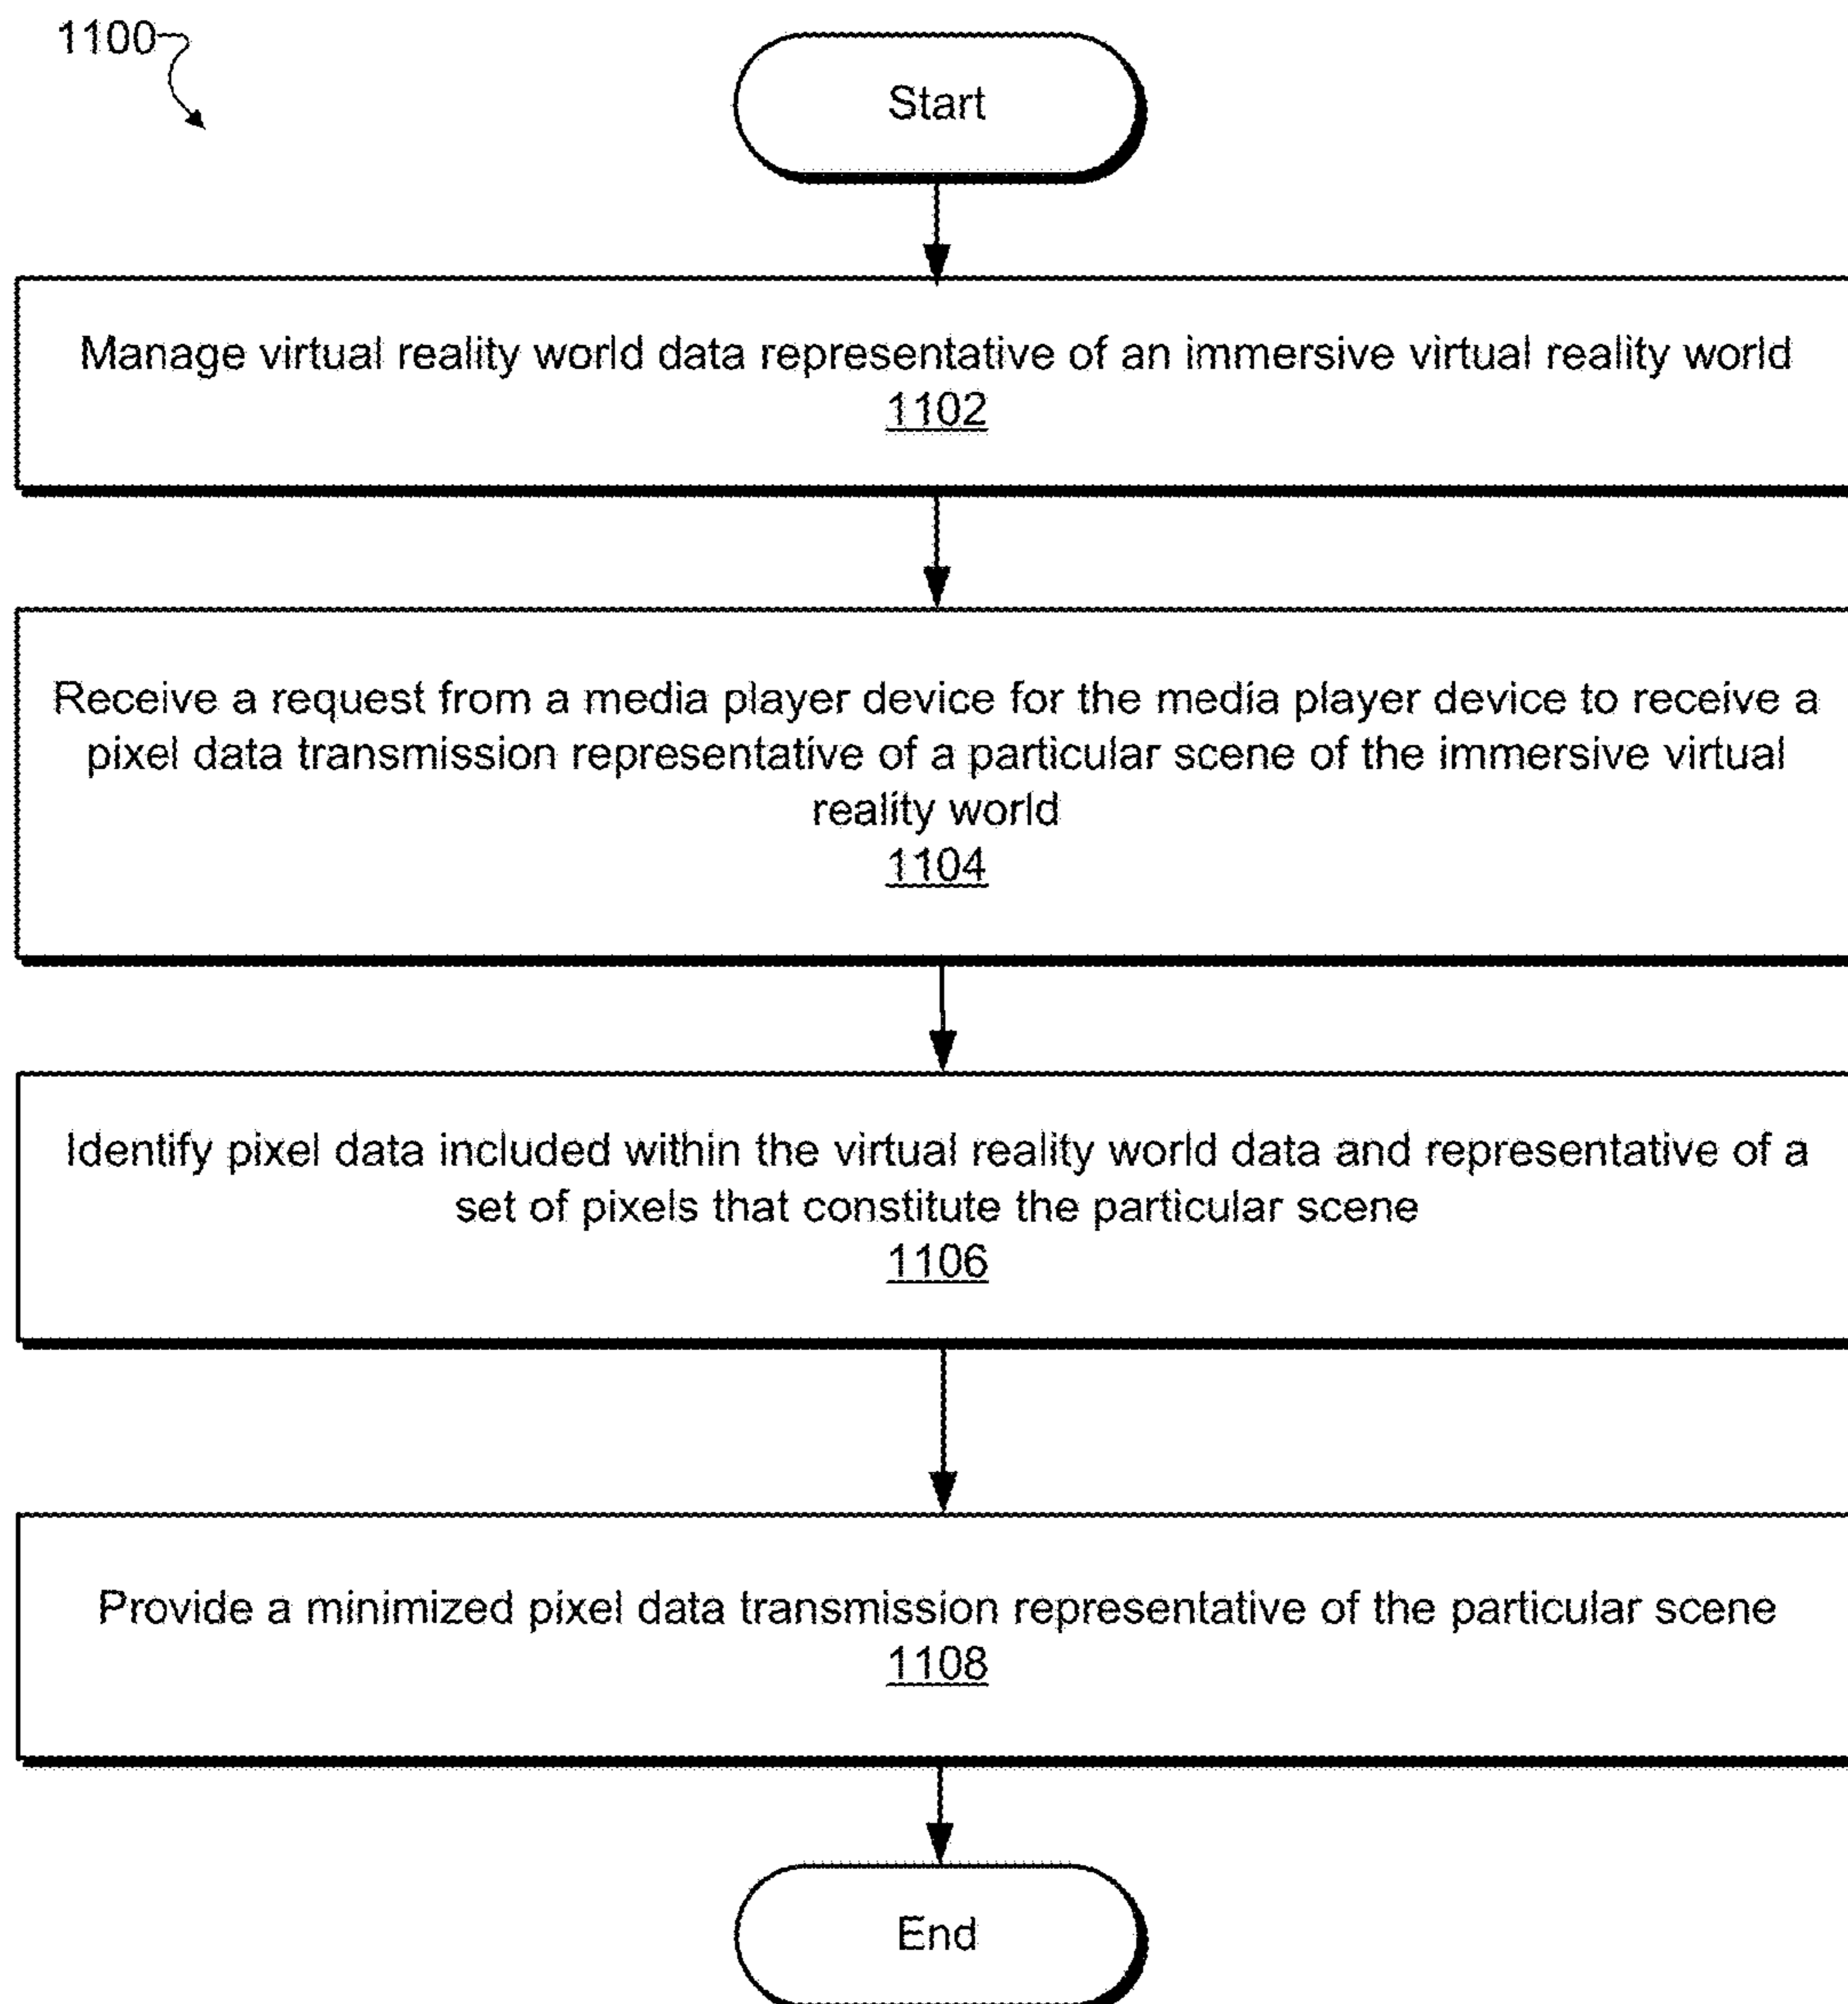 1100
Start
Manage virtual reality world data representative of an immersive virtual reality world
1102
Receive a request from a media player device for the media player device to receive a
pixel data transmission representative of a particular scene of the immersive virtual
reality world
1104
Identify pixel data included within the virtual reality world data and representative of a
set of pixels that constitute the particular scene
1106
Provide a minimized pixel data transmission representative of the particular scene
1108
End